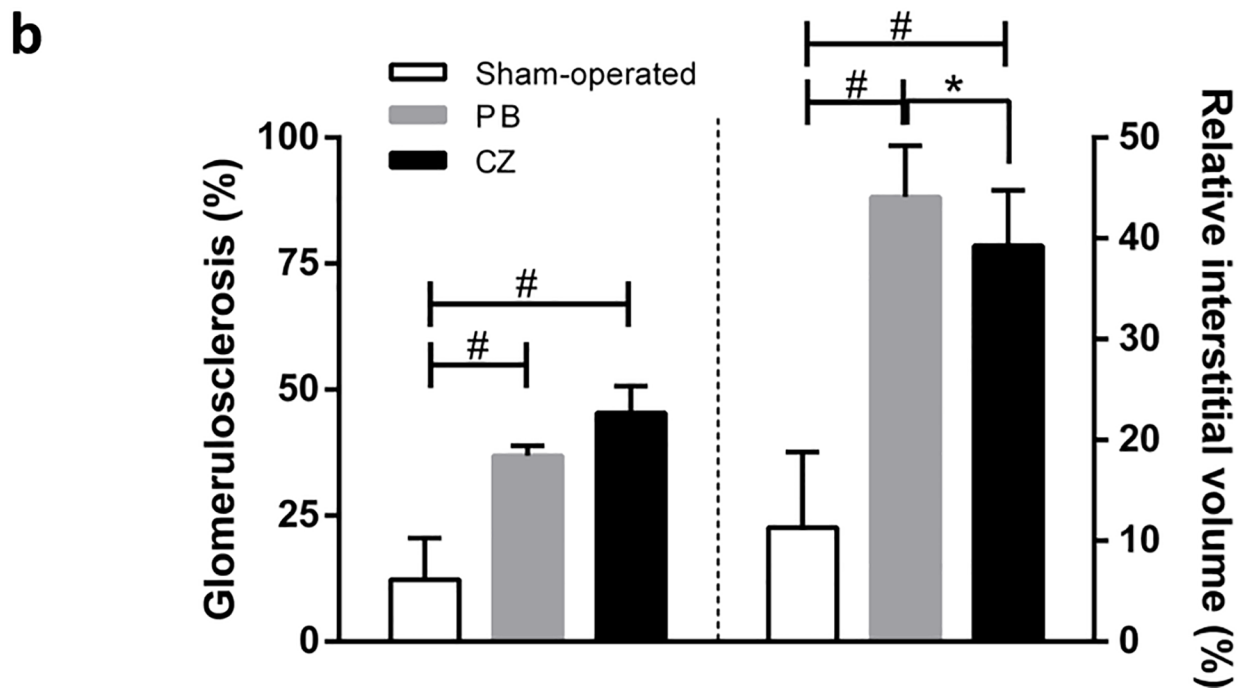 b
Sham-operated
PB
CZ
Glomerulosclerosis (%)
100
75
50
25
0
#
#
#
#
*
50
40
30
20
10
0
Relative interstitial volume (%)